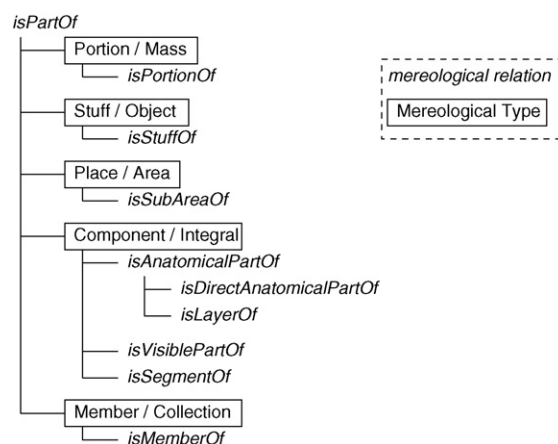 isPartOf
Portion / Mass
isPortionOf
Stuff / Object
isStuffOf
Place / Area
isSubAreaOf
Component / Integral
isAnatomicalPartOf
isDirectAnatomicalPartOf
isLayerOf
isVisiblePartOf
isSegmentOf
Member / Collection
isMemberOf
mereological relation
Mereological Type